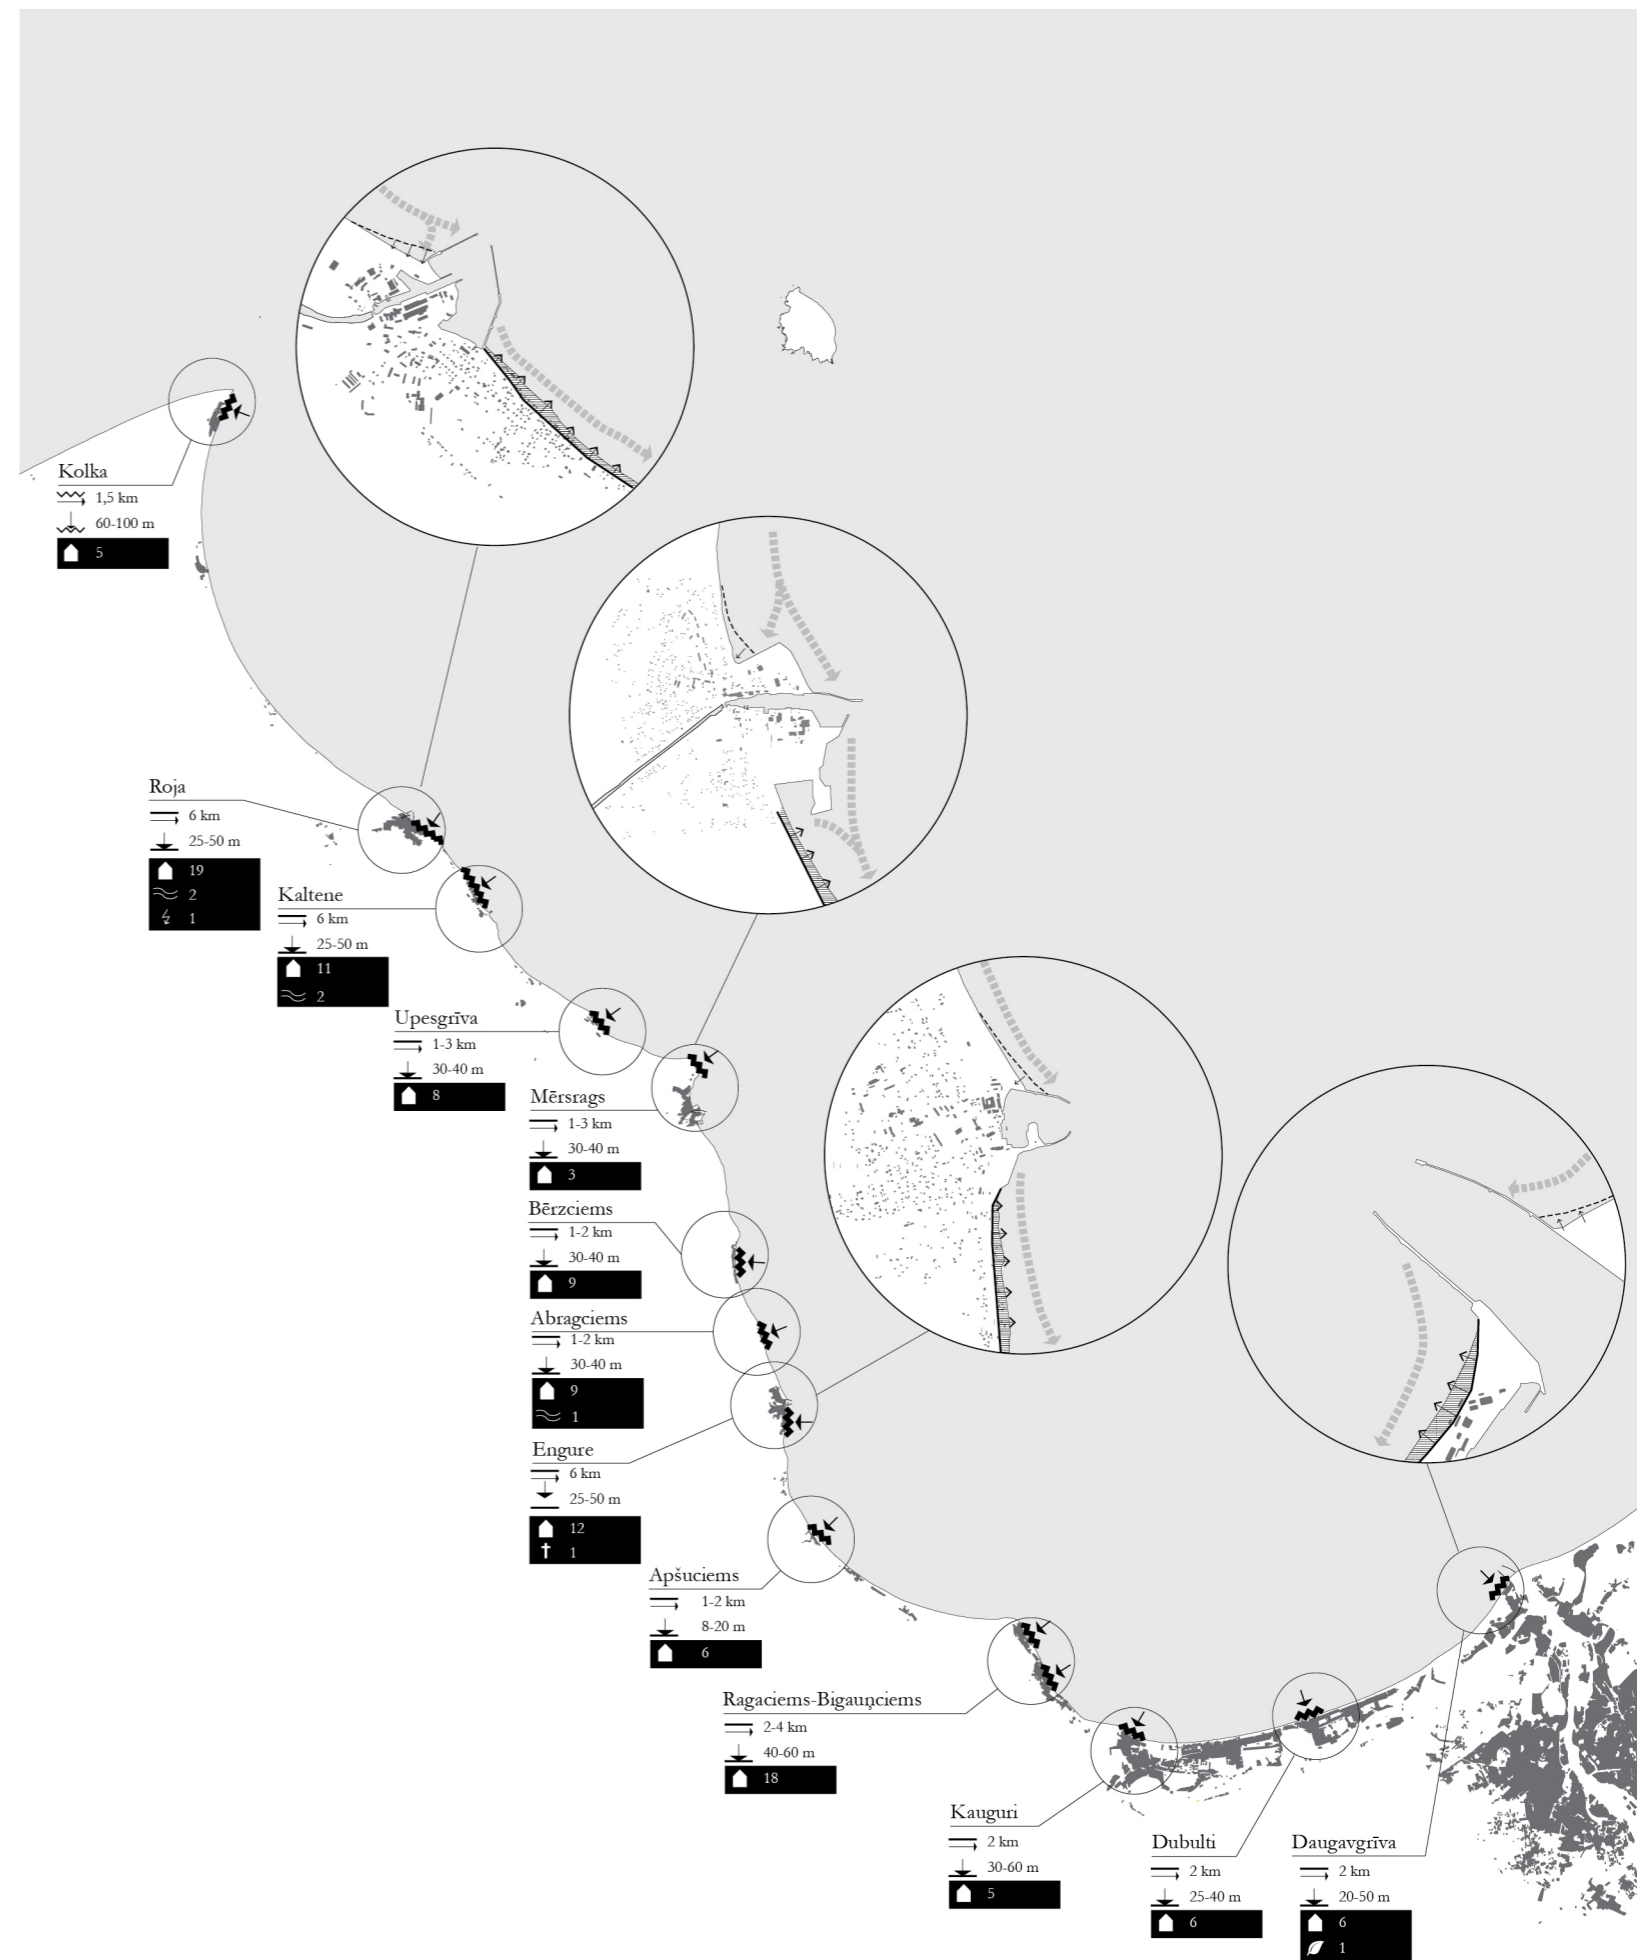 Kolka
1,5 km
60-100 m
5
Roja
6 km
25-50 m
19
2
1
Kaltene
6 km
25-50 m
11
2
Upesgrīva
1-3 km
30-40 m
8
Mērsrags
1-3 km
30-40 m
3
Bērzciems
1-2 km
30-40 m
9
Abragciems
1-2 km
30-40 m
9
1
Engure
6 km
25-50 m
12
1
Apšuciems
1-2 km
8-20 m
6
Ragaciems-Bigauņciems
2-4 km
40-60 m
18
Kauguri
2 km
30-60 m
5
Dubulti
2 km
25-40 m
6
Daugavgrīva
2 km
20-50 m
6
1